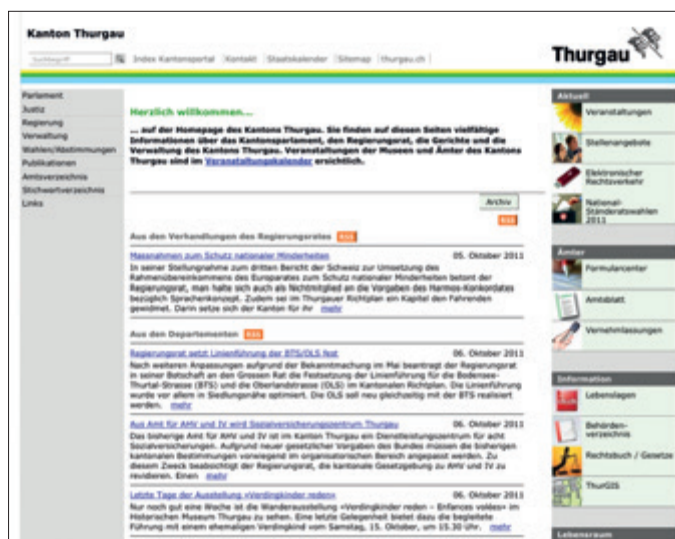 Kanton Thurgau
Suchbegriff
Index Kantonsportal Kontakt Staatskalender Sitemap thurgau.ch
Thurgau
Parlament
Justiz
Regierung
Verwaltung
Wahlen/Abstimmungen
Publikationen
Amtsverzeichnis
Stichwortverzeichnis
Links
Herzlich willkommen...
... auf der Homepage des Kantons Thurgau. Sie finden auf diesen Seiten vielfältige
Informationen über das Kantonsparlament, den Regierungsrat, die Gerichte und die
Verwaltung des Kantons Thurgau. Veranstaltungen der Museen und Ämter des Kantons
Thurgau sind im Veranstaltungskalender ersichtlich.
Archiv
RSS
Aus den Verhandlungen des Regierungsrates RSS
Massnahmen zum Schutz nationaler Minderheiten 05. Oktober 2011
In seiner Stellungnahme zum dritten Bericht der Schweiz zur Umsetzung des
Rahmenübereinkommens des Europarates zum Schutz nationaler Minderheiten betont der
Regierungsrat, man halte sich auch als Nichtmitglied an die Vorgaben des Harmos-Konkordates
bezüglich Sprachenkonzept. Zudem sei im Thurgauer Richtplan ein Kapitel den Fahrenden
gewidmet. Darin setze sich der Kanton für ihr mehr
Aus den Departementen RSS
Regierungsrat setzt Linienführung der BTS/OLS fest 06. Oktober 2011
Nach weiteren Anpassungen aufgrund der Bekanntmachung im Mai beantragt der Regierungsrat
in seiner Botschaft an den Grossen Rat die Festsetzung der Linienführung für die Bodensee-
Thurtal-Strasse (BTS) und die Oberlandstrasse (OLS) im Kantonalen Richtplan. Die Linienführung
wurde vor allem in Siedlungsnähe optimiert. Die OLS soll neu gleichzeitig mit der BTS realisiert
werden. mehr
Aus Amt für AHV und IV wird Sozialversicherungszentrum Thurgau 06. Oktober 2011
Das bisherige Amt für AHV und IV ist im Kanton Thurgau ein Dienstleistungszentrum für acht
Sozialversicherungen. Aufgrund neuer gesetzlicher Vorgaben des Bundes müssen die bisherigen
kantonalen Bestimmungen vorwiegend im organisatorischen Bereich angepasst werden. Zu
diesem Zweck beabsichtigt der Regierungsrat, die kantonale Gesetzgebung zu AHV und IV zu
revidieren. Einen mehr
Letzte Tage der Ausstellung «Verdingkinder reden» 06. Oktober 2011
Nur noch gut eine Woche ist die Wanderausstellung «Verdingkinder reden – Enfances volées» im
Historischen Museum Thurgau zu sehen. Eine letzte Gelegenheit bietet dazu die begleitete
Führung mit einem ehemaligen Verdingkind vom Samstag, 15. Oktober, um 15.30 Uhr. mehr
Aktuell
Veranstaltungen
Stellenangebote
Elektronischer
Rechtsverkehr
National-
Ständeratswahlen
2011
Ämter
Formularcenter
Amtsblatt
Vernehmlassungen
Information
Lebenslagen
Behörden-
verzeichnis
Rechtsbuch / Gesetze
ThurGIS
Lebensraum